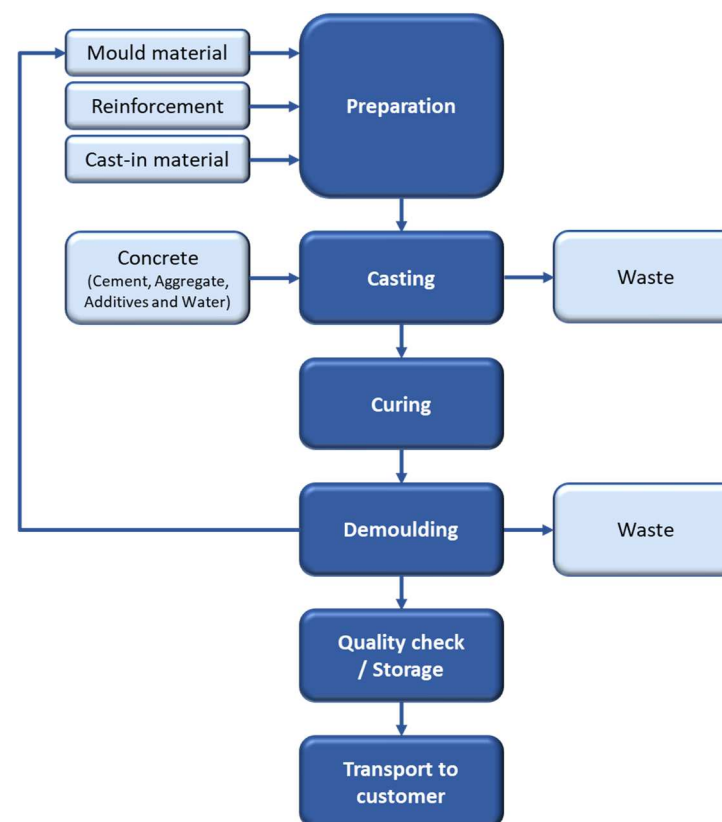 Mould material
Reinforcement
Cast-in material
Preparation
Concrete
(Cement, Aggregate,
Additives and Water)
Casting
Waste
Curing
Demoulding
Waste
Quality check
/ Storage
Transport to
customer